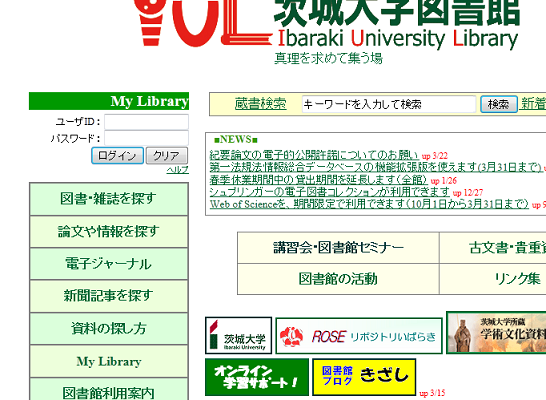 茨城大学図書館
Ibaraki University Library
真理を求めて集う場
My Library
ユーザID：
パスワード：
ログイン クリア
ヘルプ
図書・雑誌を探す
論文や情報を探す
電子ジャーナル
新聞記事を探す
資料の探し方
My Library
図書館利用案内
蔵書検索 キーワードを入力して検索 検索 新着
■NEWS■
紀要論文の電子的公開許諾についてのお願い up 3/22
第一法規法情報総合データベースの機能拡張版を使えます(3月31日まで)
春季休業期間中の貸出期間を延長します（全館） up 1/26
シュプリンガーの電子図書コレクションが利用できます up 12/27
Web of Scienceを、期間限定で利用できます（10月1日から3月31日まで） up 9
講習会・図書館セミナー 古文書・貴重資
図書館の活動 リンク集
茨城大学
Ibaraki University
ROSE リポジトリいばらき
茨城大学所蔵
学術文化資料
オンライン
学習サポート！
図書館
ブログ きざし
up 3/15